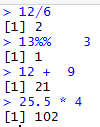 > 12/6
[1] 2
> 13%%    3
[1] 1
> 12 +  9
[1] 21
> 25.5 * 4
[1] 102